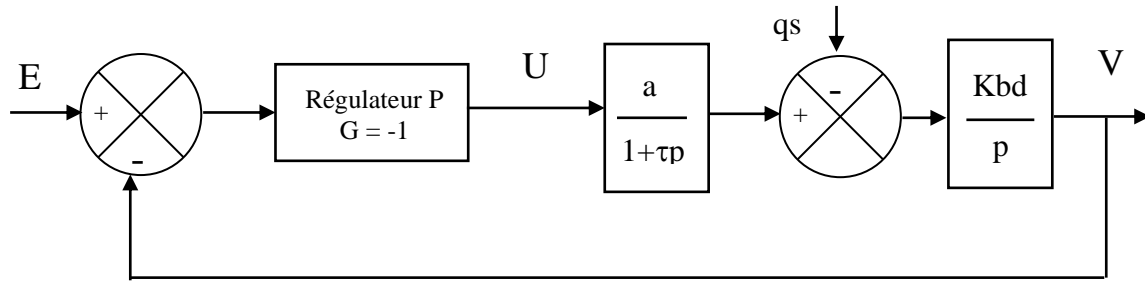 qs
E
U
V
+
-
Régulateur P
G = -1
a
1+τp
+
-
Kbd
p